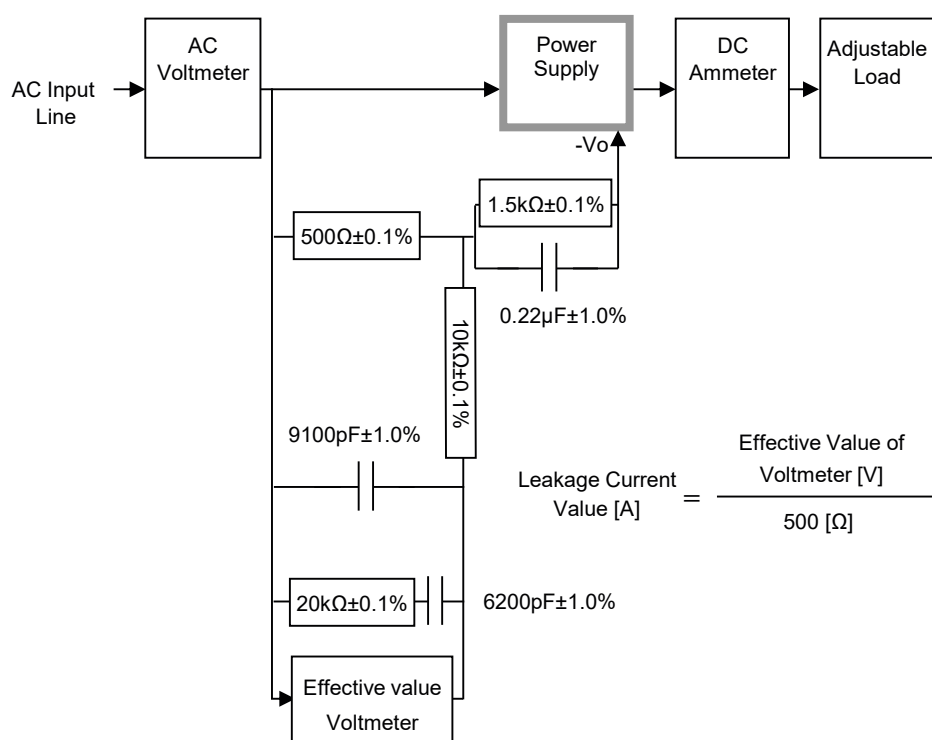 AC
Voltmeter
Power
Supply
DC
Ammeter
Adjustable
Load
AC Input
Line
-Vo
1.5kΩ±0.1%
500Ω±0.1%
0.22μF±1.0%
10kΩ±0.1%
9100pF±1.0%
Leakage Current
Value [A]
=
Effective Value of
Voltmeter [V]
500 [Ω]
20kΩ±0.1%
6200pF±1.0%
Effective value
Voltmeter